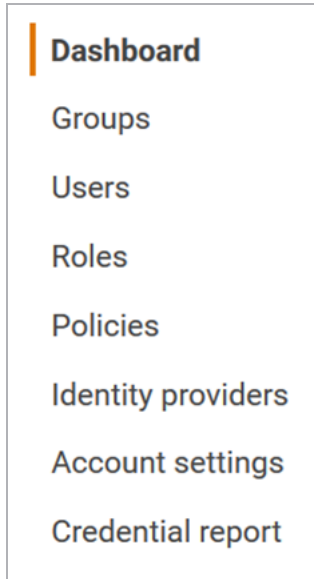 Dashboard
Groups
Users
Roles
Policies
Identity providers
Account settings
Credential report